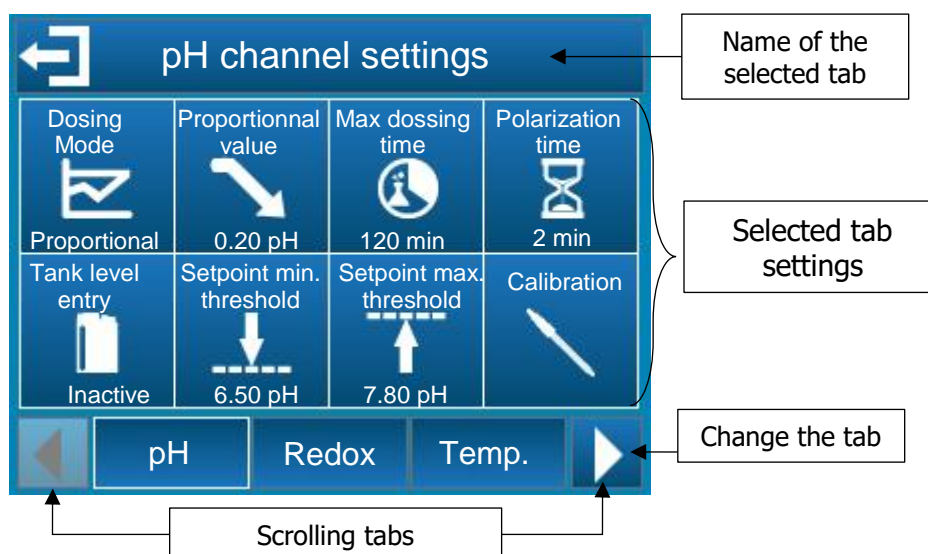 pH channel settings
Name of the
selected tab
Dosing
Mode
Proportional
Proportionnal
value
0.20 pH
Max dossing
time
120 min
Polarization
time
2 min
Tank level
entry
Inactive
Setpoint min.
threshold
6.50 pH
Setpoint max.
threshold
7.80 pH
Calibration
Selected tab
settings
pH
Redox
Temp.
Change the tab
Scrolling tabs